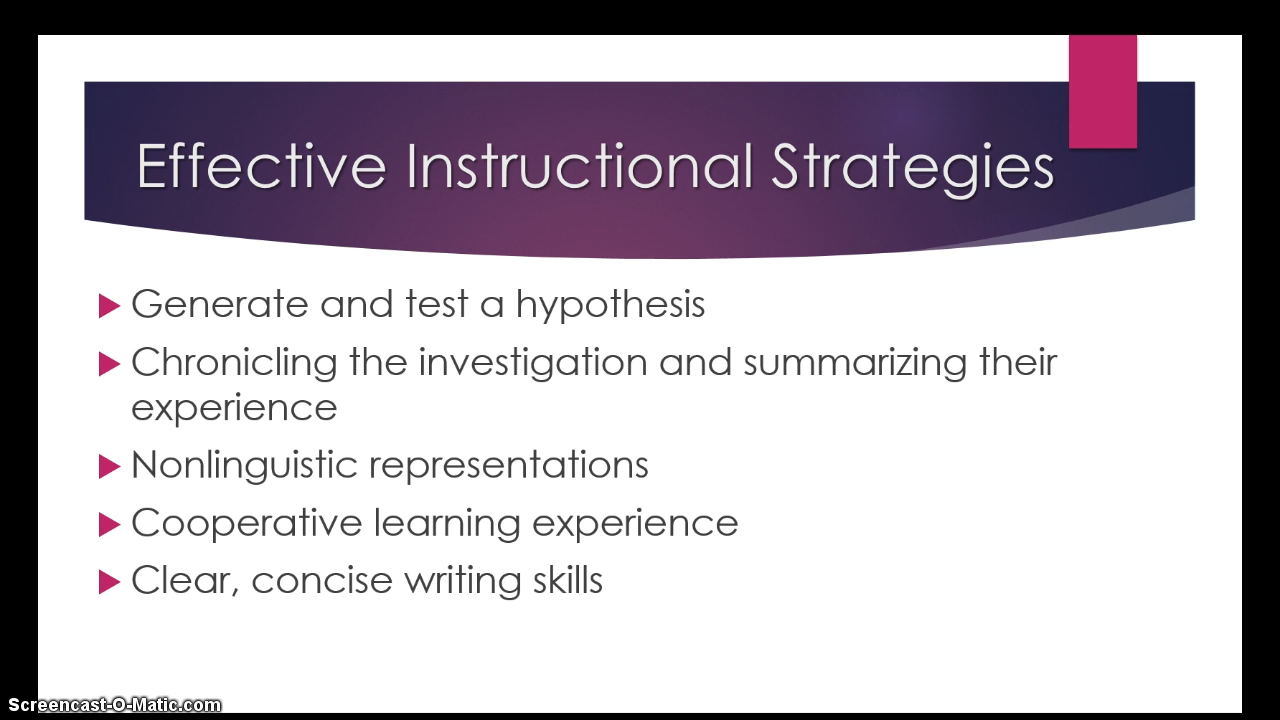 Effective Instructional Strategies
Generate and test a hypothesis
Chronicling the investigation and summarizing their
experience
Nonlinguistic representations
Cooperative learning experience
Clear, concise writing skills
Screencast-O-Matic.com